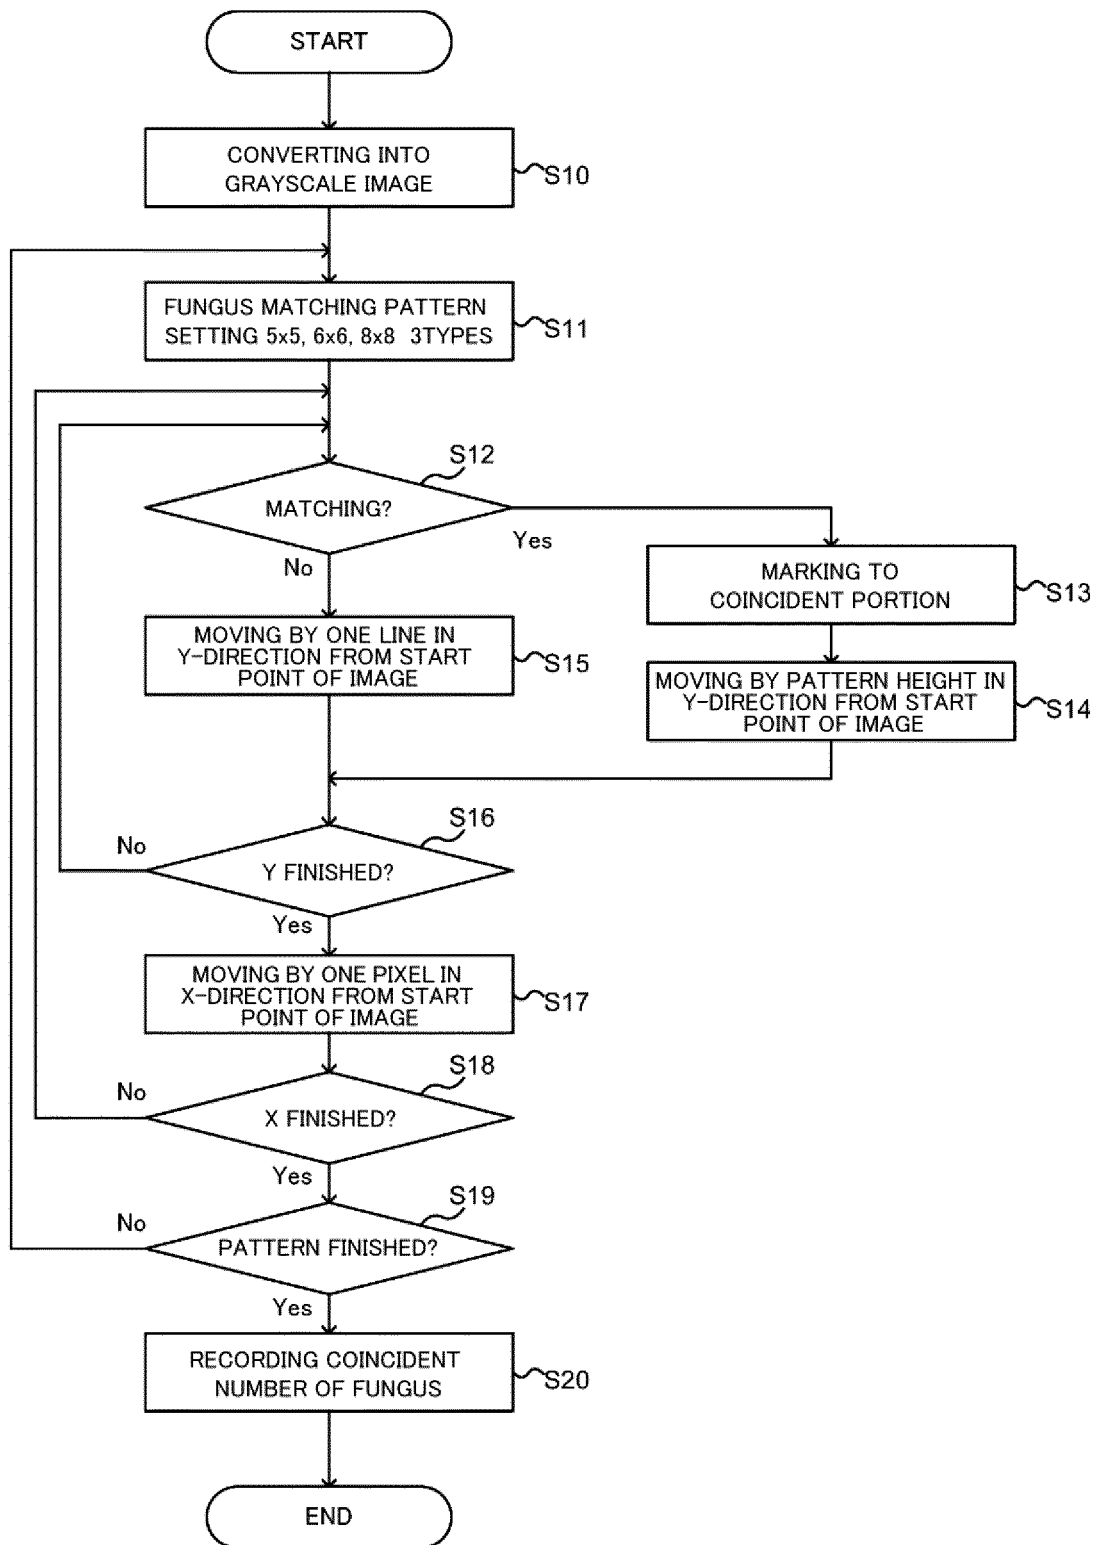 START
CONVERTING INTO
GRAYSCALE IMAGE
S10
FUNGUS MATCHING PATTERN
SETTING 5x5, 6x6, 8x8 3TYPES
S11
S12
MATCHING?
Yes
No
MARKING TO
COINCIDENT PORTION
S13
MOVING BY ONE LINE IN
Y-DIRECTION FROM START
POINT OF IMAGE
S15
MOVING BY PATTERN HEIGHT IN
Y-DIRECTION FROM START
POINT OF IMAGE
S14
S16
No
Y FINISHED?
Yes
MOVING BY ONE PIXEL IN
X-DIRECTION FROM START
POINT OF IMAGE
S17
S18
No
X FINISHED?
Yes
S19
No
PATTERN FINISHED?
Yes
RECORDING COINCIDENT
NUMBER OF FUNGUS
S20
END